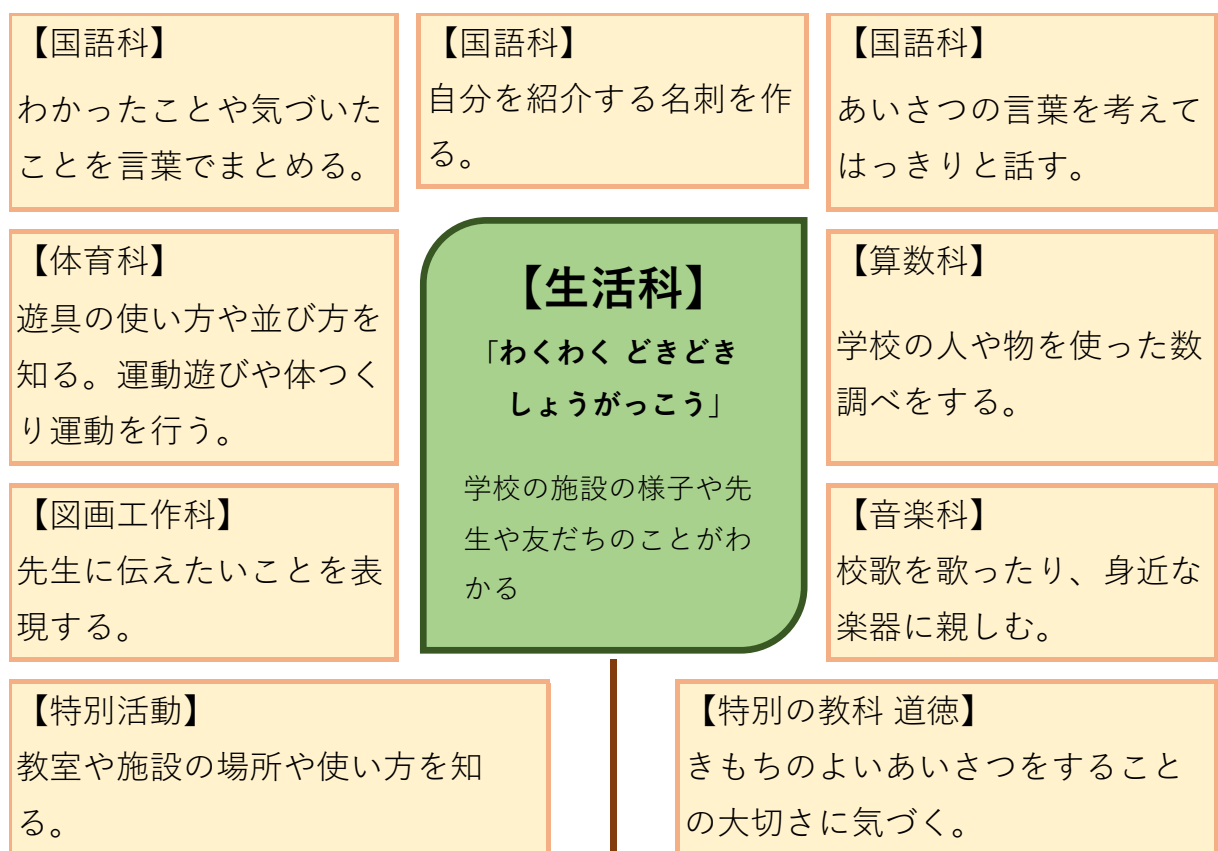 【国語科】
わかったことや気づいた
ことを言葉でまとめる。
【国語科】
自分を紹介する名刺を作
る。
【国語科】
あいさつの言葉を考えて
はっきりと話す。
【体育科】
遊具の使い方や並び方を
知る。運動遊びや体つく
り運動を行う。
【生活科】
「わくわく どきどき
しょうがっこう」
学校の施設の様子や先
生や友だちのことがわ
かる
【算数科】
学校の人や物を使った数
調べをする。
【図画工作科】
先生に伝えたいことを表
現する。
【音楽科】
校歌を歌ったり、身近な
楽器に親しむ。
【特別活動】
教室や施設の場所や使い方を知
る。
【特別の教科 道徳】
きもちのよいあいさつをすること
の大切さに気づく。